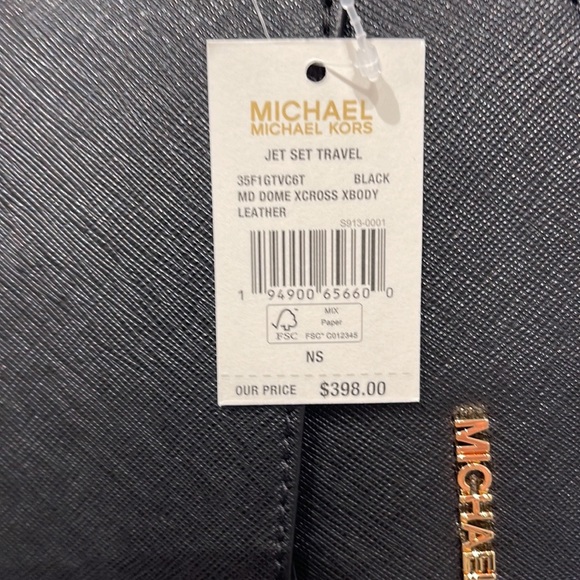 MICHAEL
MICHAEL KORS
JET SET TRAVEL
35F1GTVC6T BLACK
MD DOME XCROSS XBODY
LEATHER
S913-0001
1 94900 65660 0
FSC
MIX
Paper
FSC® C012345
NS
OUR PRICE $398.00
MICHAE